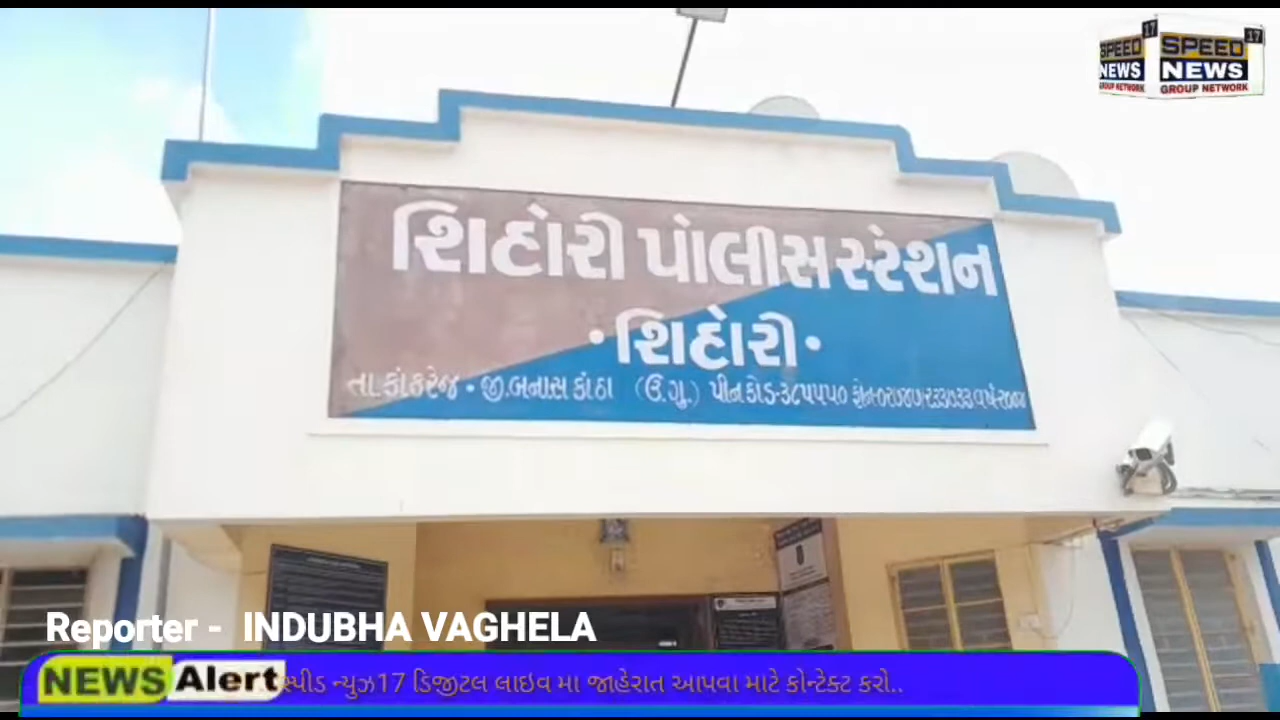 17 17
SPEED SPEED
NEWS NEWS
GROUP NETWORK GROUP NETWORK
શિહોરી પોલીસ સ્ટેશન
• શિહોરી •
તા. કાંકરેજ • જી. બનાસ કાંઠા (ઉ.ગુ.) પીન કોડ-૩૮૫૫૫૦ ફોન-
Reporter - INDUBHA VAGHELA
NEWS Alert સ્પીડ ન્યુઝ17 ડિજીટલ લાઇવ મા જાહેરાત આપવા માટે કોન્ટેક્ટ કરો..